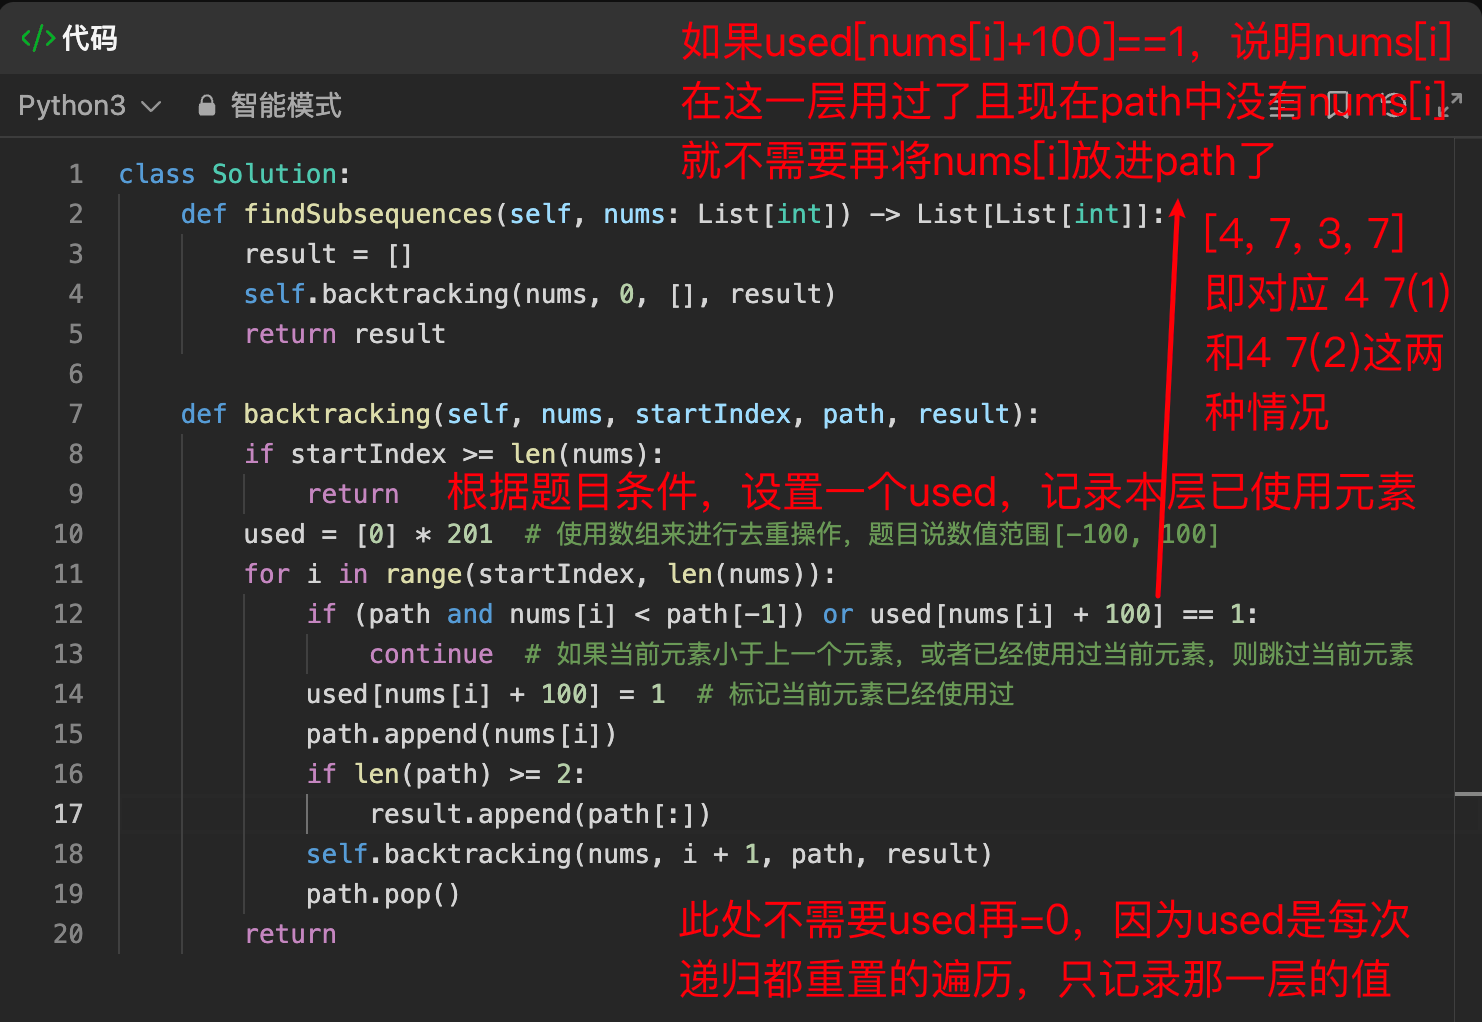 </> 代码
如果used[nums[i]+100]==1，说明nums[i]
Python3 智能模式
在这一层用过了且现在path中没有nums[i]
就不需要再将nums[i]放进path了
1 class Solution:
2 def findSubsequences(self, nums: List[int]) -> List[List[int]]:
[4, 7, 3, 7]
3 result = []
4 self.backtracking(nums, 0, [], result)
即对应 4 7(1)
5 return result
和4 7(2)这两
6
种情况
7 def backtracking(self, nums, startIndex, path, result):
8 if startIndex >= len(nums):
9 return
根据题目条件，设置一个used，记录本层已使用元素
10 used = [0] * 201 # 使用数组来进行去重操作，题目说数值范围[-100, 100]
11 for i in range(startIndex, len(nums)):
12 if (path and nums[i] < path[-1]) or used[nums[i] + 100] == 1:
13 continue # 如果当前元素小于上一个元素，或者已经使用过当前元素，则跳过当前元素
14 used[nums[i] + 100] = 1 # 标记当前元素已经使用过
15 path.append(nums[i])
16 if len(path) >= 2:
17 result.append(path[:])
18 self.backtracking(nums, i + 1, path, result)
19 path.pop()
此处不需要used再=0，因为used是每次
20 return
递归都重置的遍历，只记录那一层的值